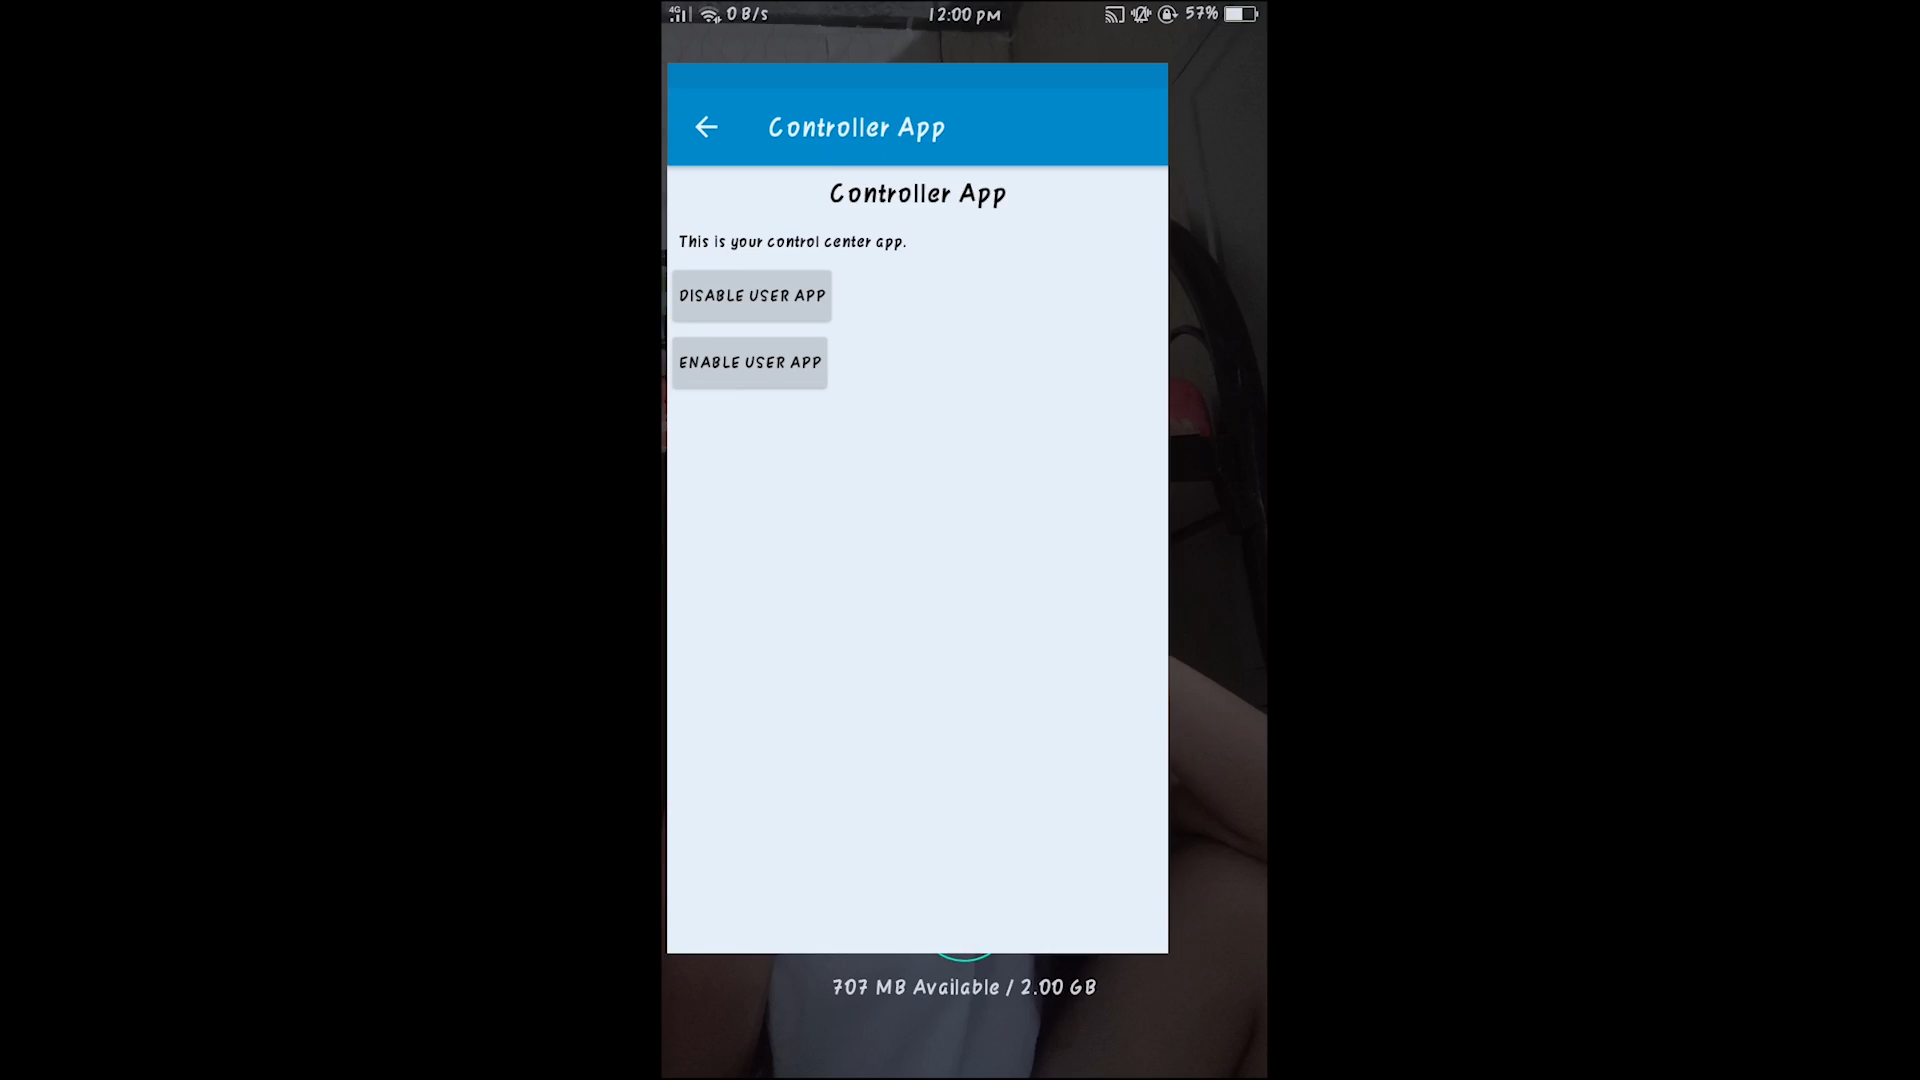 4G 0 B/s 12:00 PM 57%
Controller App
Controller App
This is your control center app.
DISABLE USER APP
ENABLE USER APP
707 MB Available / 2.00 GB